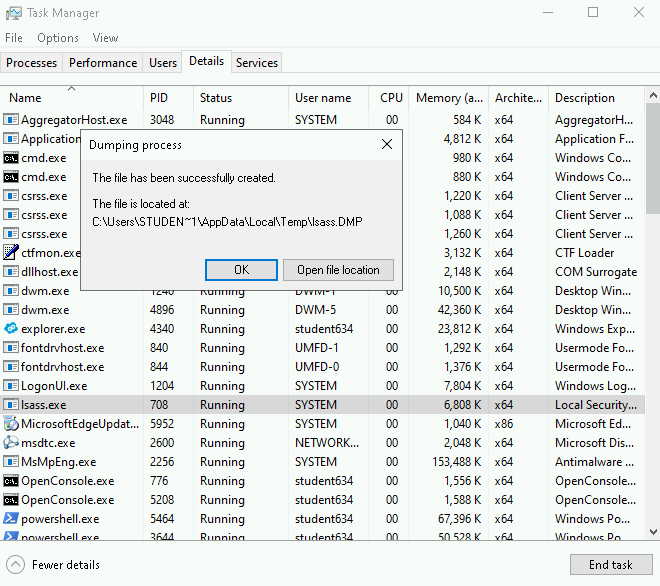 Task Manager
File Options View
Processes Performance Users Details Services
Name PID Status User name CPU Memory (a... Archite... Description
AggregatorHost.exe 3048 Running SYSTEM 00 584 K x64 AggregatorH...
Application 4,812 K x64 Application F...
cmd.exe 980 K x64 Windows Co...
cmd.exe 880 K x64 Windows Co...
csrss.exe 1,220 K x64 Client Server ...
csrss.exe 1,088 K x64 Client Server ...
csrss.exe 1,260 K x64 Client Server ...
ctfmon.exe 3,132 K x64 CTF Loader
dllhost.exe 2,148 K x64 COM Surrogate
dwm.exe 1240 Running DWM-1 00 10,500 K x64 Desktop Win...
dwm.exe 4896 Running DWM-5 00 42,360 K x64 Desktop Win...
explorer.exe 4340 Running student634 00 23,812 K x64 Windows Exp...
fontdrvhost.exe 840 Running UMFD-1 00 1,292 K x64 Usermode Fo...
fontdrvhost.exe 844 Running UMFD-0 00 1,376 K x64 Usermode Fo...
LogonUI.exe 1204 Running SYSTEM 00 7,804 K x64 Windows Log...
lsass.exe 708 Running SYSTEM 00 6,808 K x64 Local Security...
MicrosoftEdgeUpdat... 5952 Running SYSTEM 00 1,040 K x86 Microsoft Ed...
msdtc.exe 2600 Running NETWORK... 00 2,048 K x64 Microsoft Dis...
MsMpEng.exe 2256 Running SYSTEM 00 153,488 K x64 Antimalware ...
OpenConsole.exe 776 Running student634 00 1,556 K x64 OpenConsole.e...
OpenConsole.exe 5208 Running student634 00 1,588 K x64 OpenConsole.e...
powershell.exe 5464 Running student634 00 67,396 K x64 Windows Po...
powershell.exe 3644 Running student634 00 50,528 K x64 Windows Po...
Dumping process
The file has been successfully created.
The file is located at:
C:\Users\STUDEN~1\AppData\Local\Temp\lsass.DMP
OK Open file location
Fewer details End task